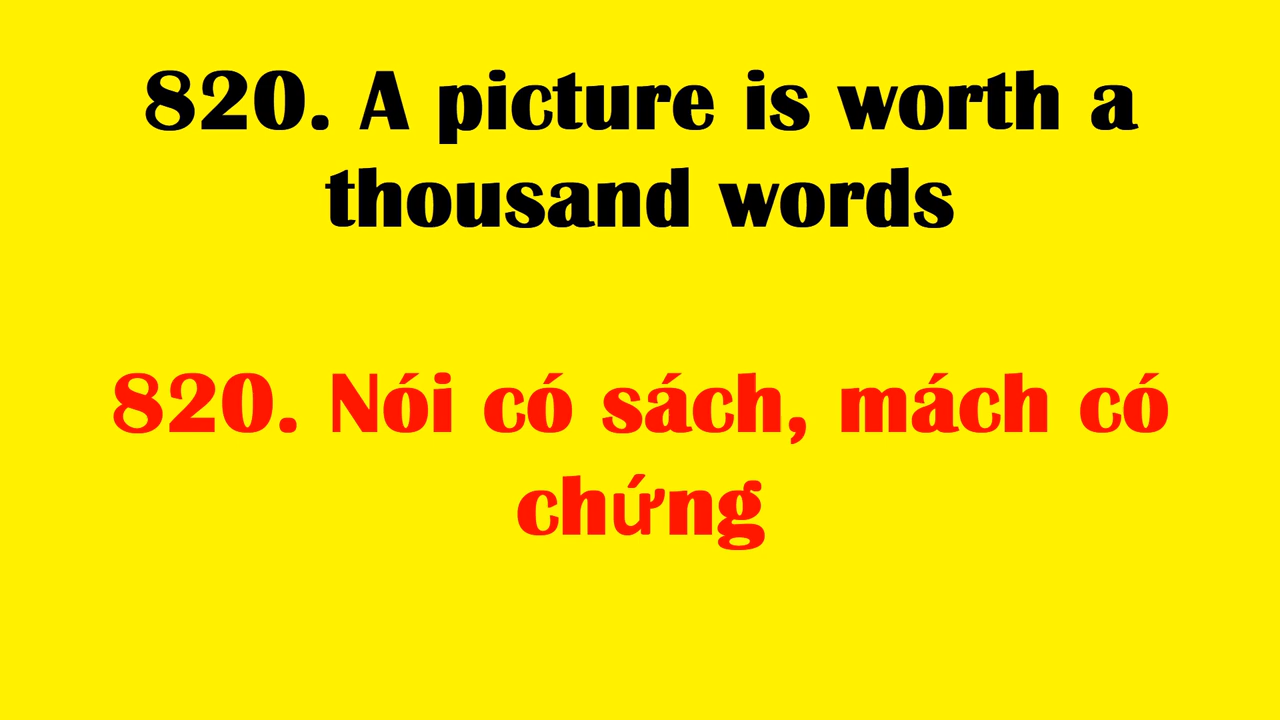 820. A picture is worth a
thousand words
820. Nói có sách, mách có
chứng